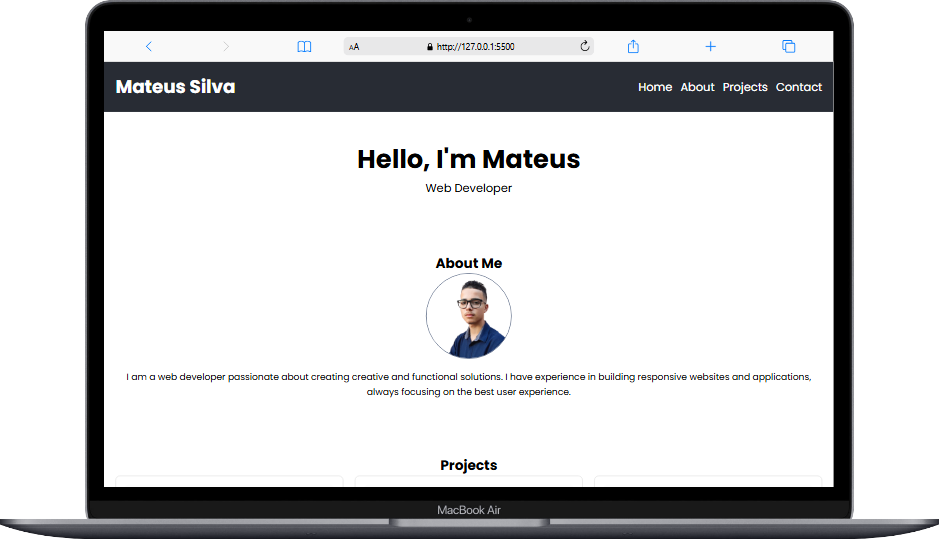 AA http://127.0.0.1:5500
Mateus Silva
Home About Projects Contact
Hello, I'm Mateus
Web Developer
About Me
I am a web developer passionate about creating creative and functional solutions. I have experience in building responsive websites and applications,
always focusing on the best user experience.
Projects
MacBook Air